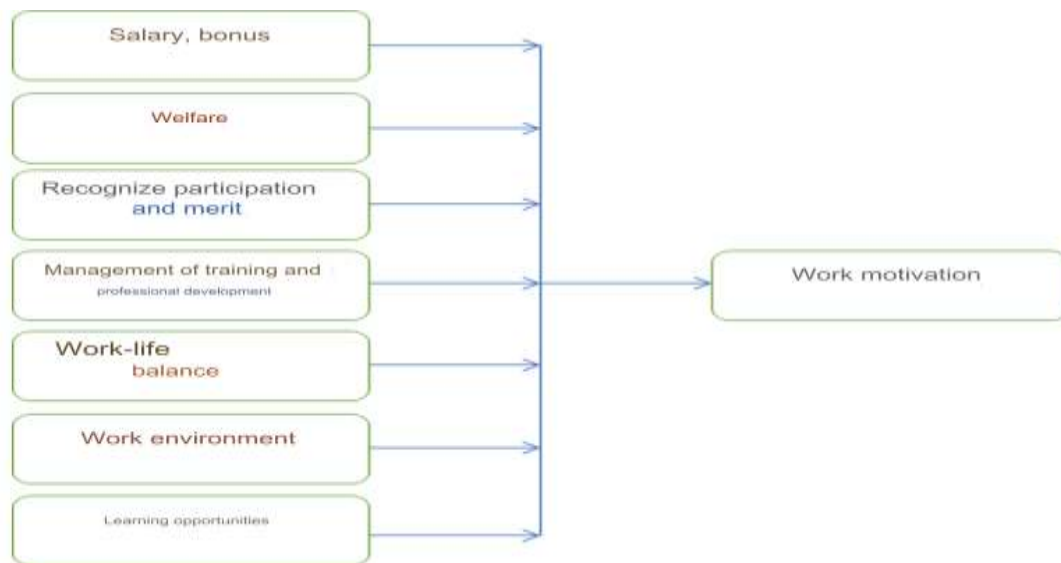 Salary, bonus
Welfare
Recognize participation
and merit
Management of training and
professional development
Work-life
balance
Work environment
Learning opportunities
Work motivation